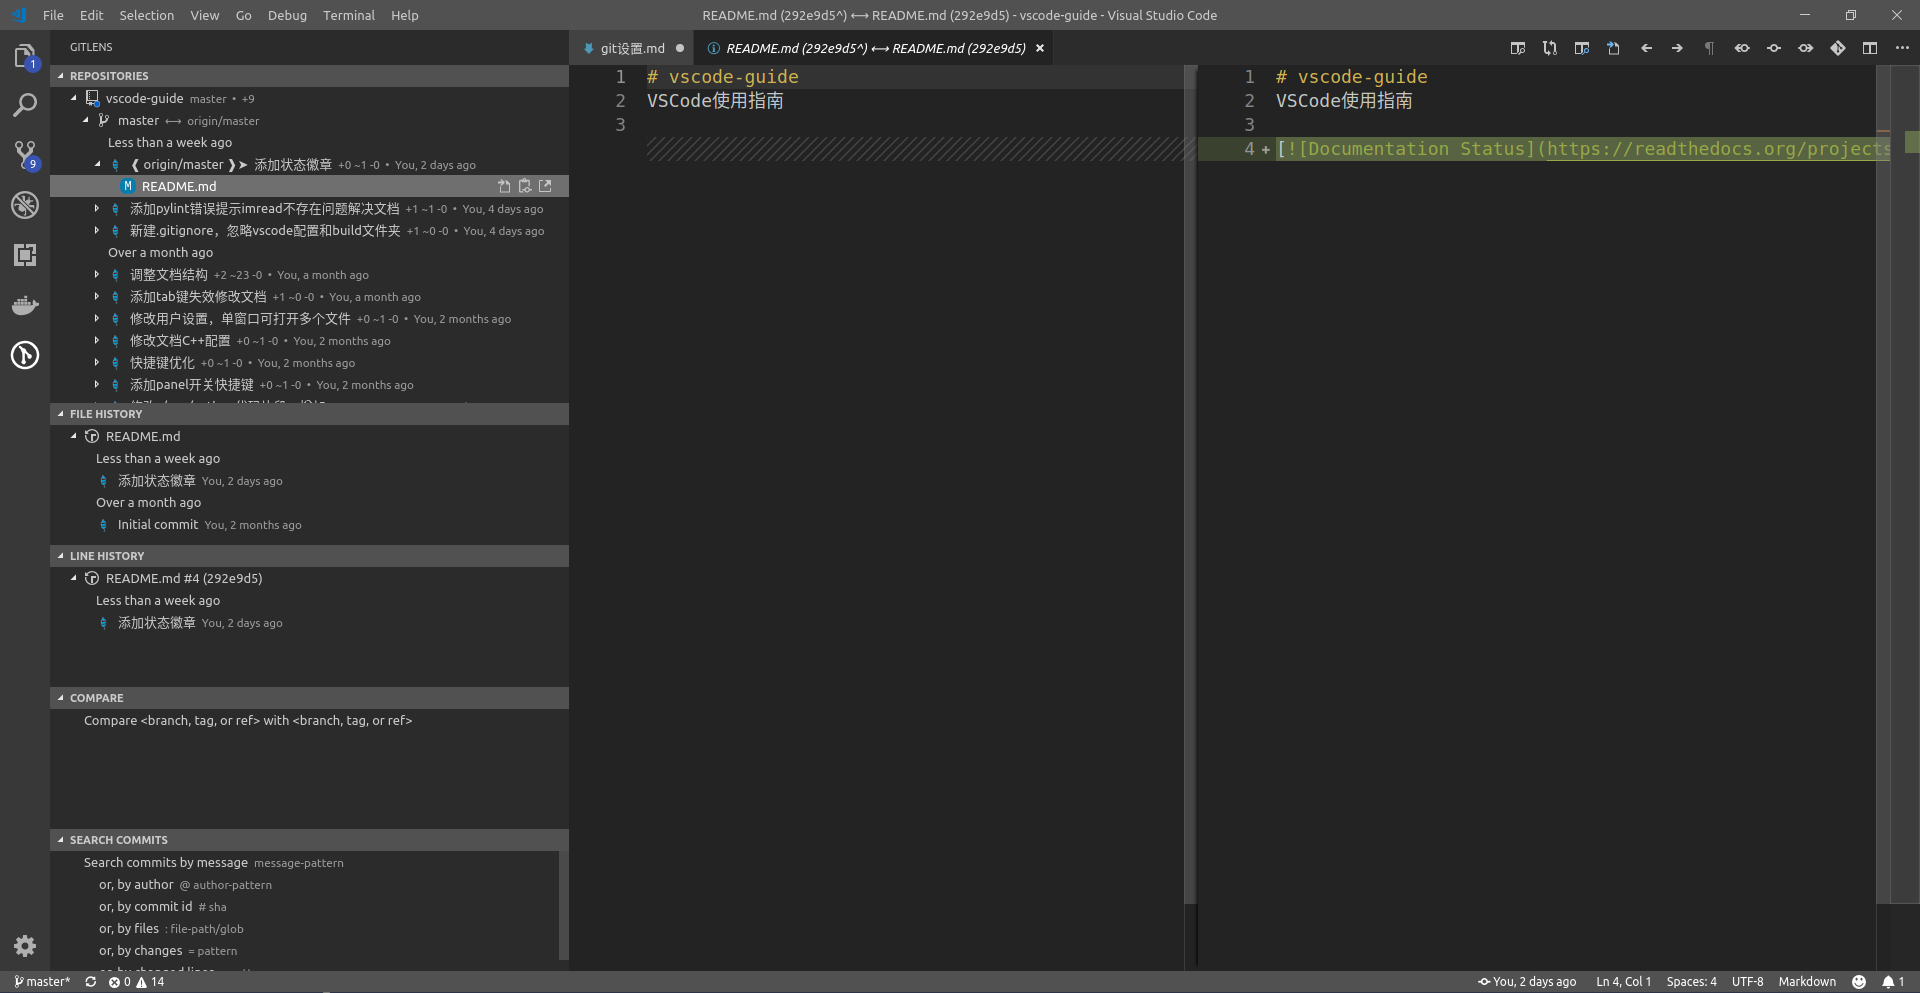 File Edit Selection View Go Debug Terminal Help
README.md (292e9d5^) ⟷ README.md (292e9d5) - vscode-guide - Visual Studio Code
1
9
GITLENS
REPOSITORIES
vscode-guide master • +9
master ⟷ origin/master
Less than a week ago
❰ origin/master ❱➤ 添加状态徽章 +0 ~1 -0 • You, 2 days ago
M README.md
添加pylint错误提示imread不存在问题解决文档 +1 ~1 -0 • You, 4 days ago
新建.gitignore，忽略vscode配置和build文件夹 +1 ~0 -0 • You, 4 days ago
Over a month ago
调整文档结构 +2 ~23 -0 • You, a month ago
添加tab键失效修改文档 +1 ~0 -0 • You, a month ago
修改用户设置，单窗口可打开多个文件 +0 ~1 -0 • You, 2 months ago
修改文档C++配置 +0 ~1 -0 • You, 2 months ago
快捷键优化 +0 ~1 -0 • You, 2 months ago
添加panel开关快捷键 +0 ~1 -0 • You, 2 months ago
FILE HISTORY
README.md
Less than a week ago
添加状态徽章 You, 2 days ago
Over a month ago
Initial commit You, 2 months ago
LINE HISTORY
README.md #4 (292e9d5)
Less than a week ago
添加状态徽章 You, 2 days ago
COMPARE
Compare <branch, tag, or ref> with <branch, tag, or ref>
SEARCH COMMITS
Search commits by message message-pattern
or, by author @ author-pattern
or, by commit id # sha
or, by files : file-path/glob
or, by changes = pattern
git设置.md ●
README.md (292e9d5^) ⟷ README.md (292e9d5) ×
1 # vscode-guide
2 VSCode使用指南
3
1 # vscode-guide
2 VSCode使用指南
3
4 + [![Documentation Status](https://readthedocs.org/projects
master* 0 14
You, 2 days ago Ln 4, Col 1 Spaces: 4 UTF-8 Markdown 1